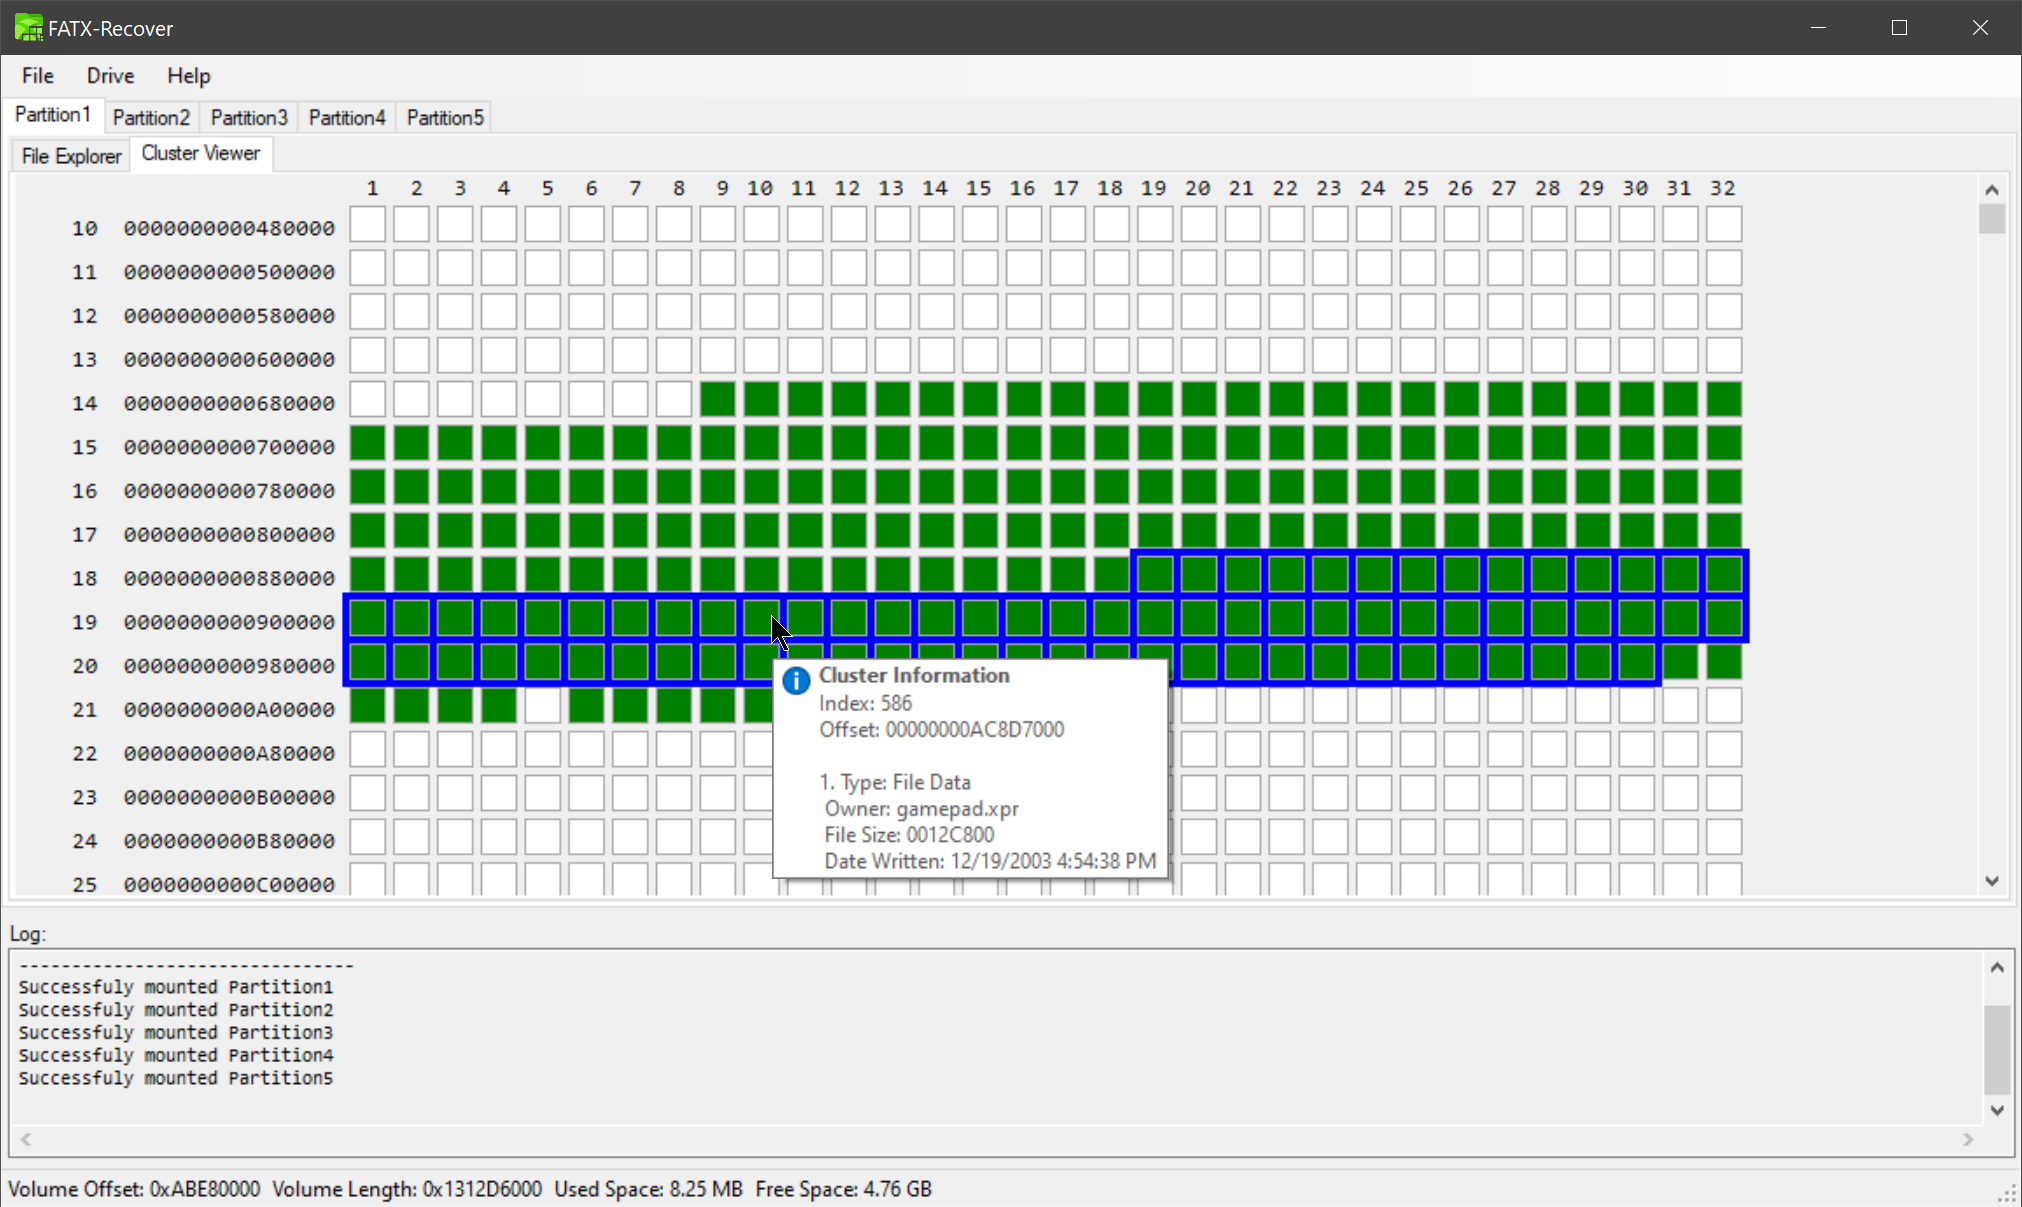 FATX-Recover
File Drive Help
Partition1 Partition2 Partition3 Partition4 Partition5
File Explorer Cluster Viewer
1 2 3 4 5 6 7 8 9 10 11 12 13 14 15 16 17 18 19 20 21 22 23 24 25 26 27 28 29 30 31 32
10 0000000000480000
11 0000000000500000
12 0000000000580000
13 0000000000600000
14 0000000000680000
15 0000000000700000
16 0000000000780000
17 0000000000800000
18 0000000000880000
19 0000000000900000
20 0000000000980000
21 0000000000A00000
22 0000000000A80000
23 0000000000B00000
24 0000000000B80000
25 0000000000C00000
Cluster Information
Index: 586
Offset: 00000000AC8D7000
1. Type: File Data
Owner: gamepad.xpr
File Size: 0012C800
Date Written: 12/19/2003 4:54:38 PM
Log:
--------------------------------
Successfuly mounted Partition1
Successfuly mounted Partition2
Successfuly mounted Partition3
Successfuly mounted Partition4
Successfuly mounted Partition5
Volume Offset: 0xABE80000 Volume Length: 0x1312D6000 Used Space: 8.25 MB Free Space: 4.76 GB